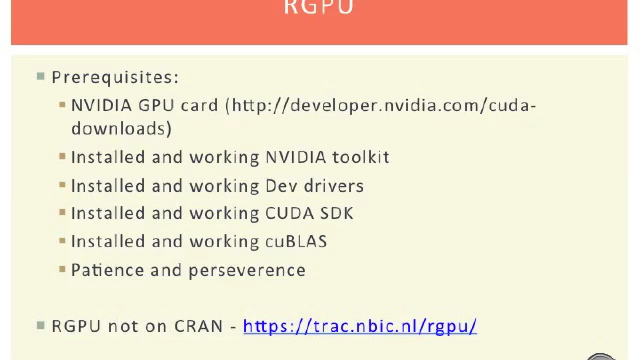 RGPU
Prerequisites:
NVIDIA GPU card (http://developer.nvidia.com/cuda-
downloads)
Installed and working NVIDIA toolkit
Installed and working Dev drivers
Installed and working CUDA SDK
Installed and working cuBLAS
Patience and perseverence
RGPU not on CRAN - https://trac.nbic.nl/rgpu/